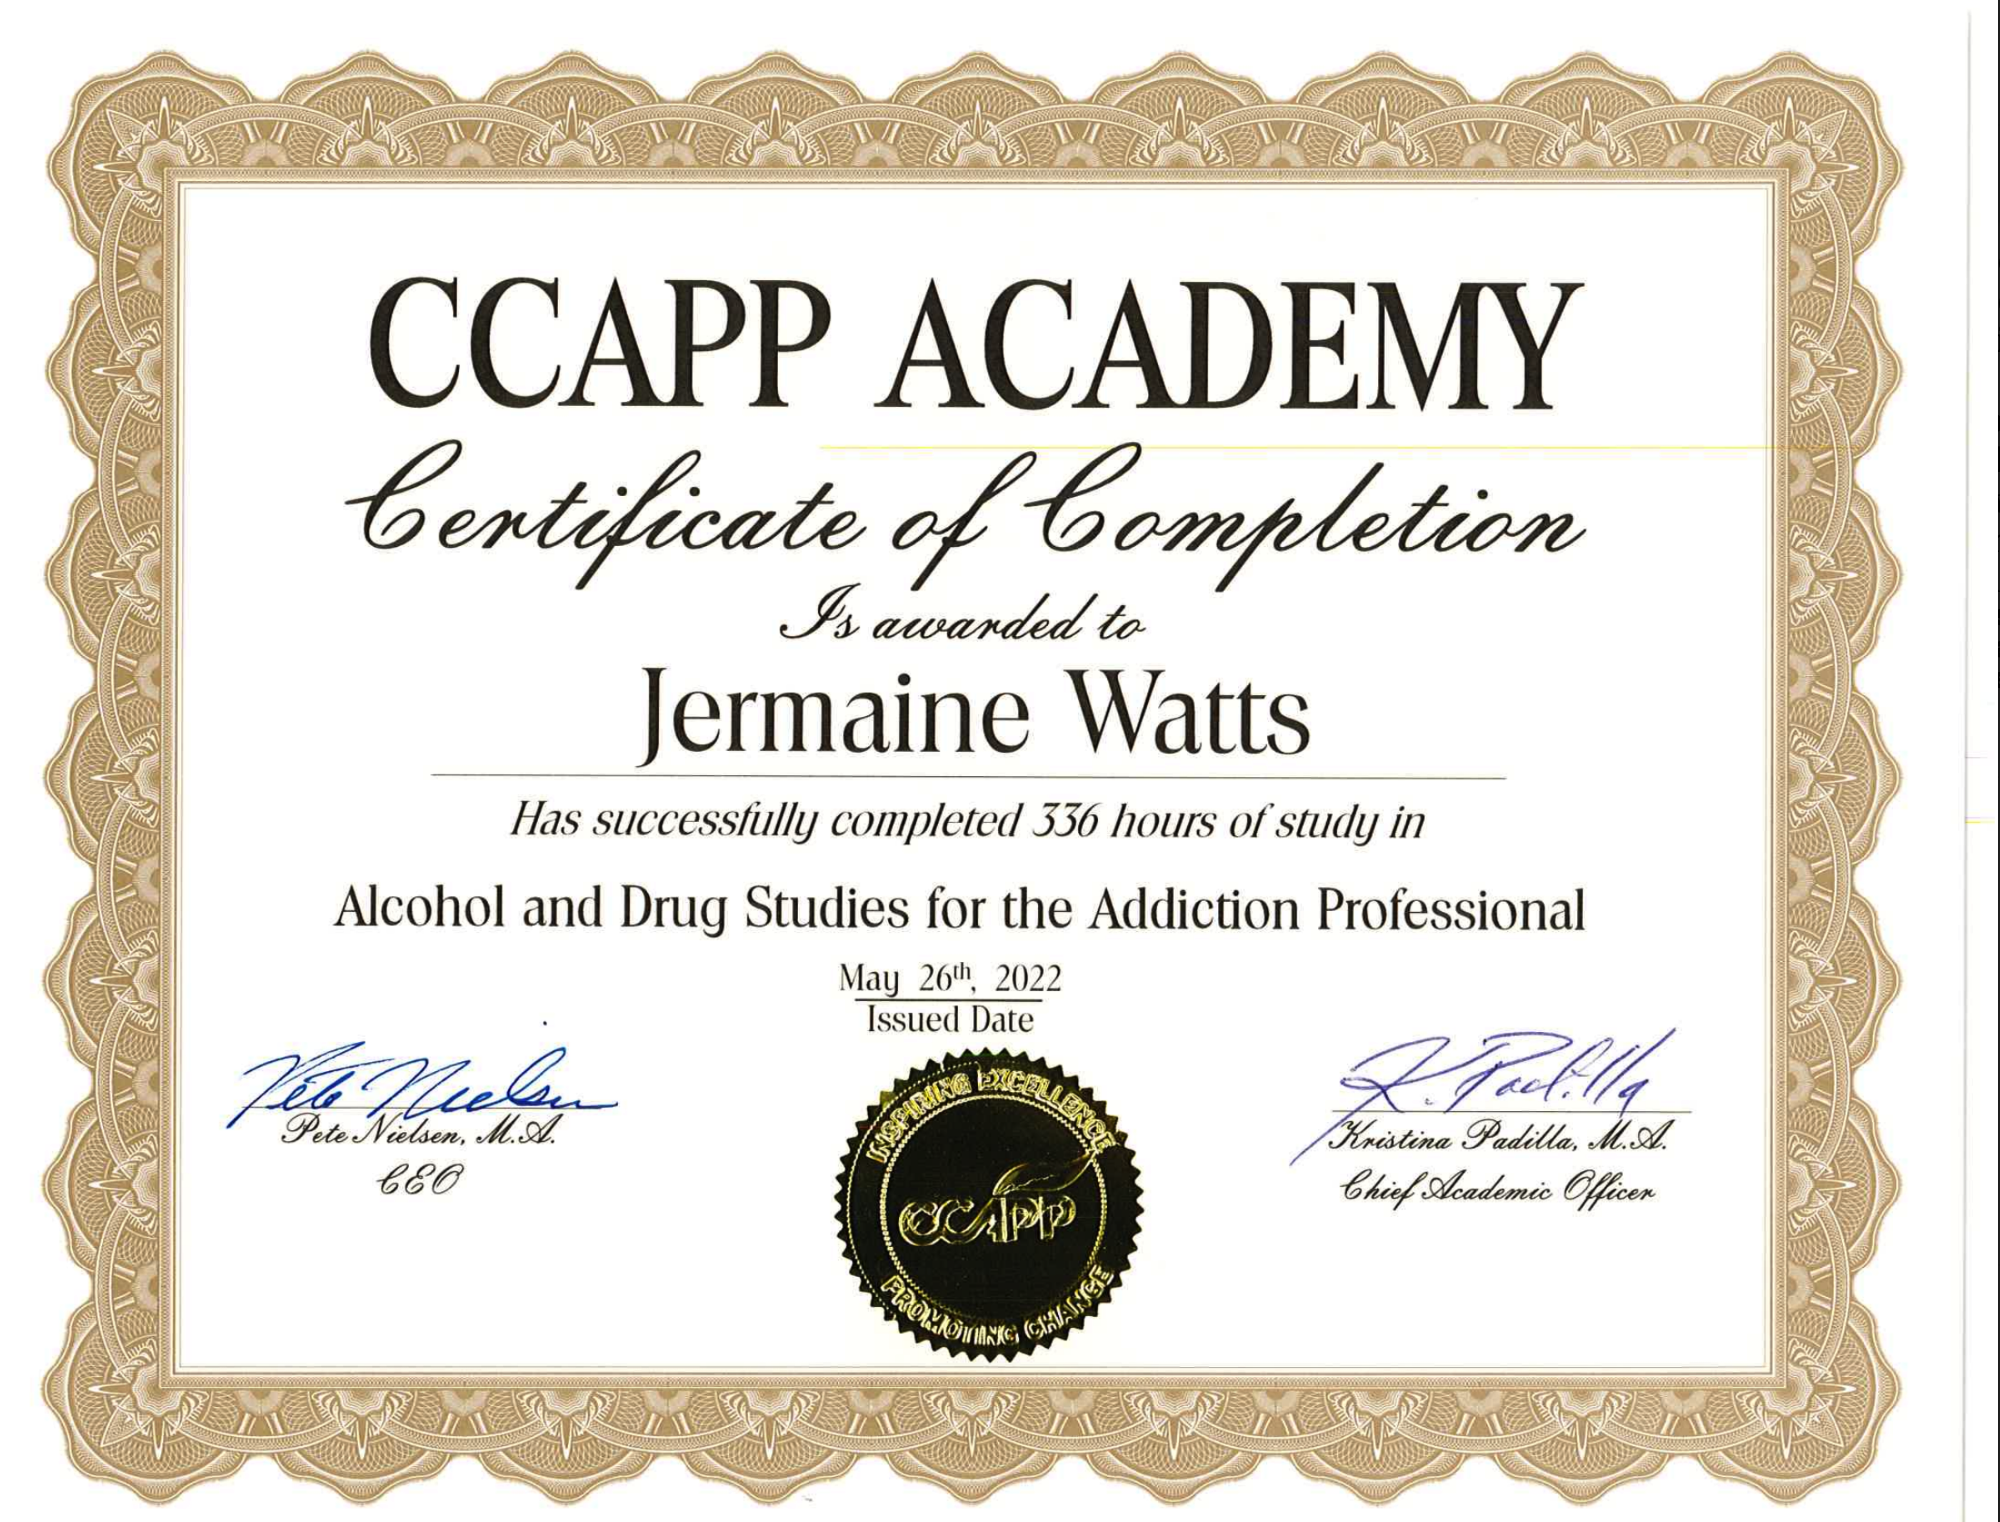 CCAPP ACADEMY
Certificate of Completion
Is awarded to
Jermaine Watts
Has successfully completed 336 hours of study in
Alcohol and Drug Studies for the Addiction Professional
May 26th, 2022
Issued Date
Pete Nielsen
Pete Nielsen, M.A.
CEO
K. Padilla
Kristina Padilla, M.A.
Chief Academic Officer
INSPIRING EXCELLENCE
CCAPP
PROMOTING CHANGE